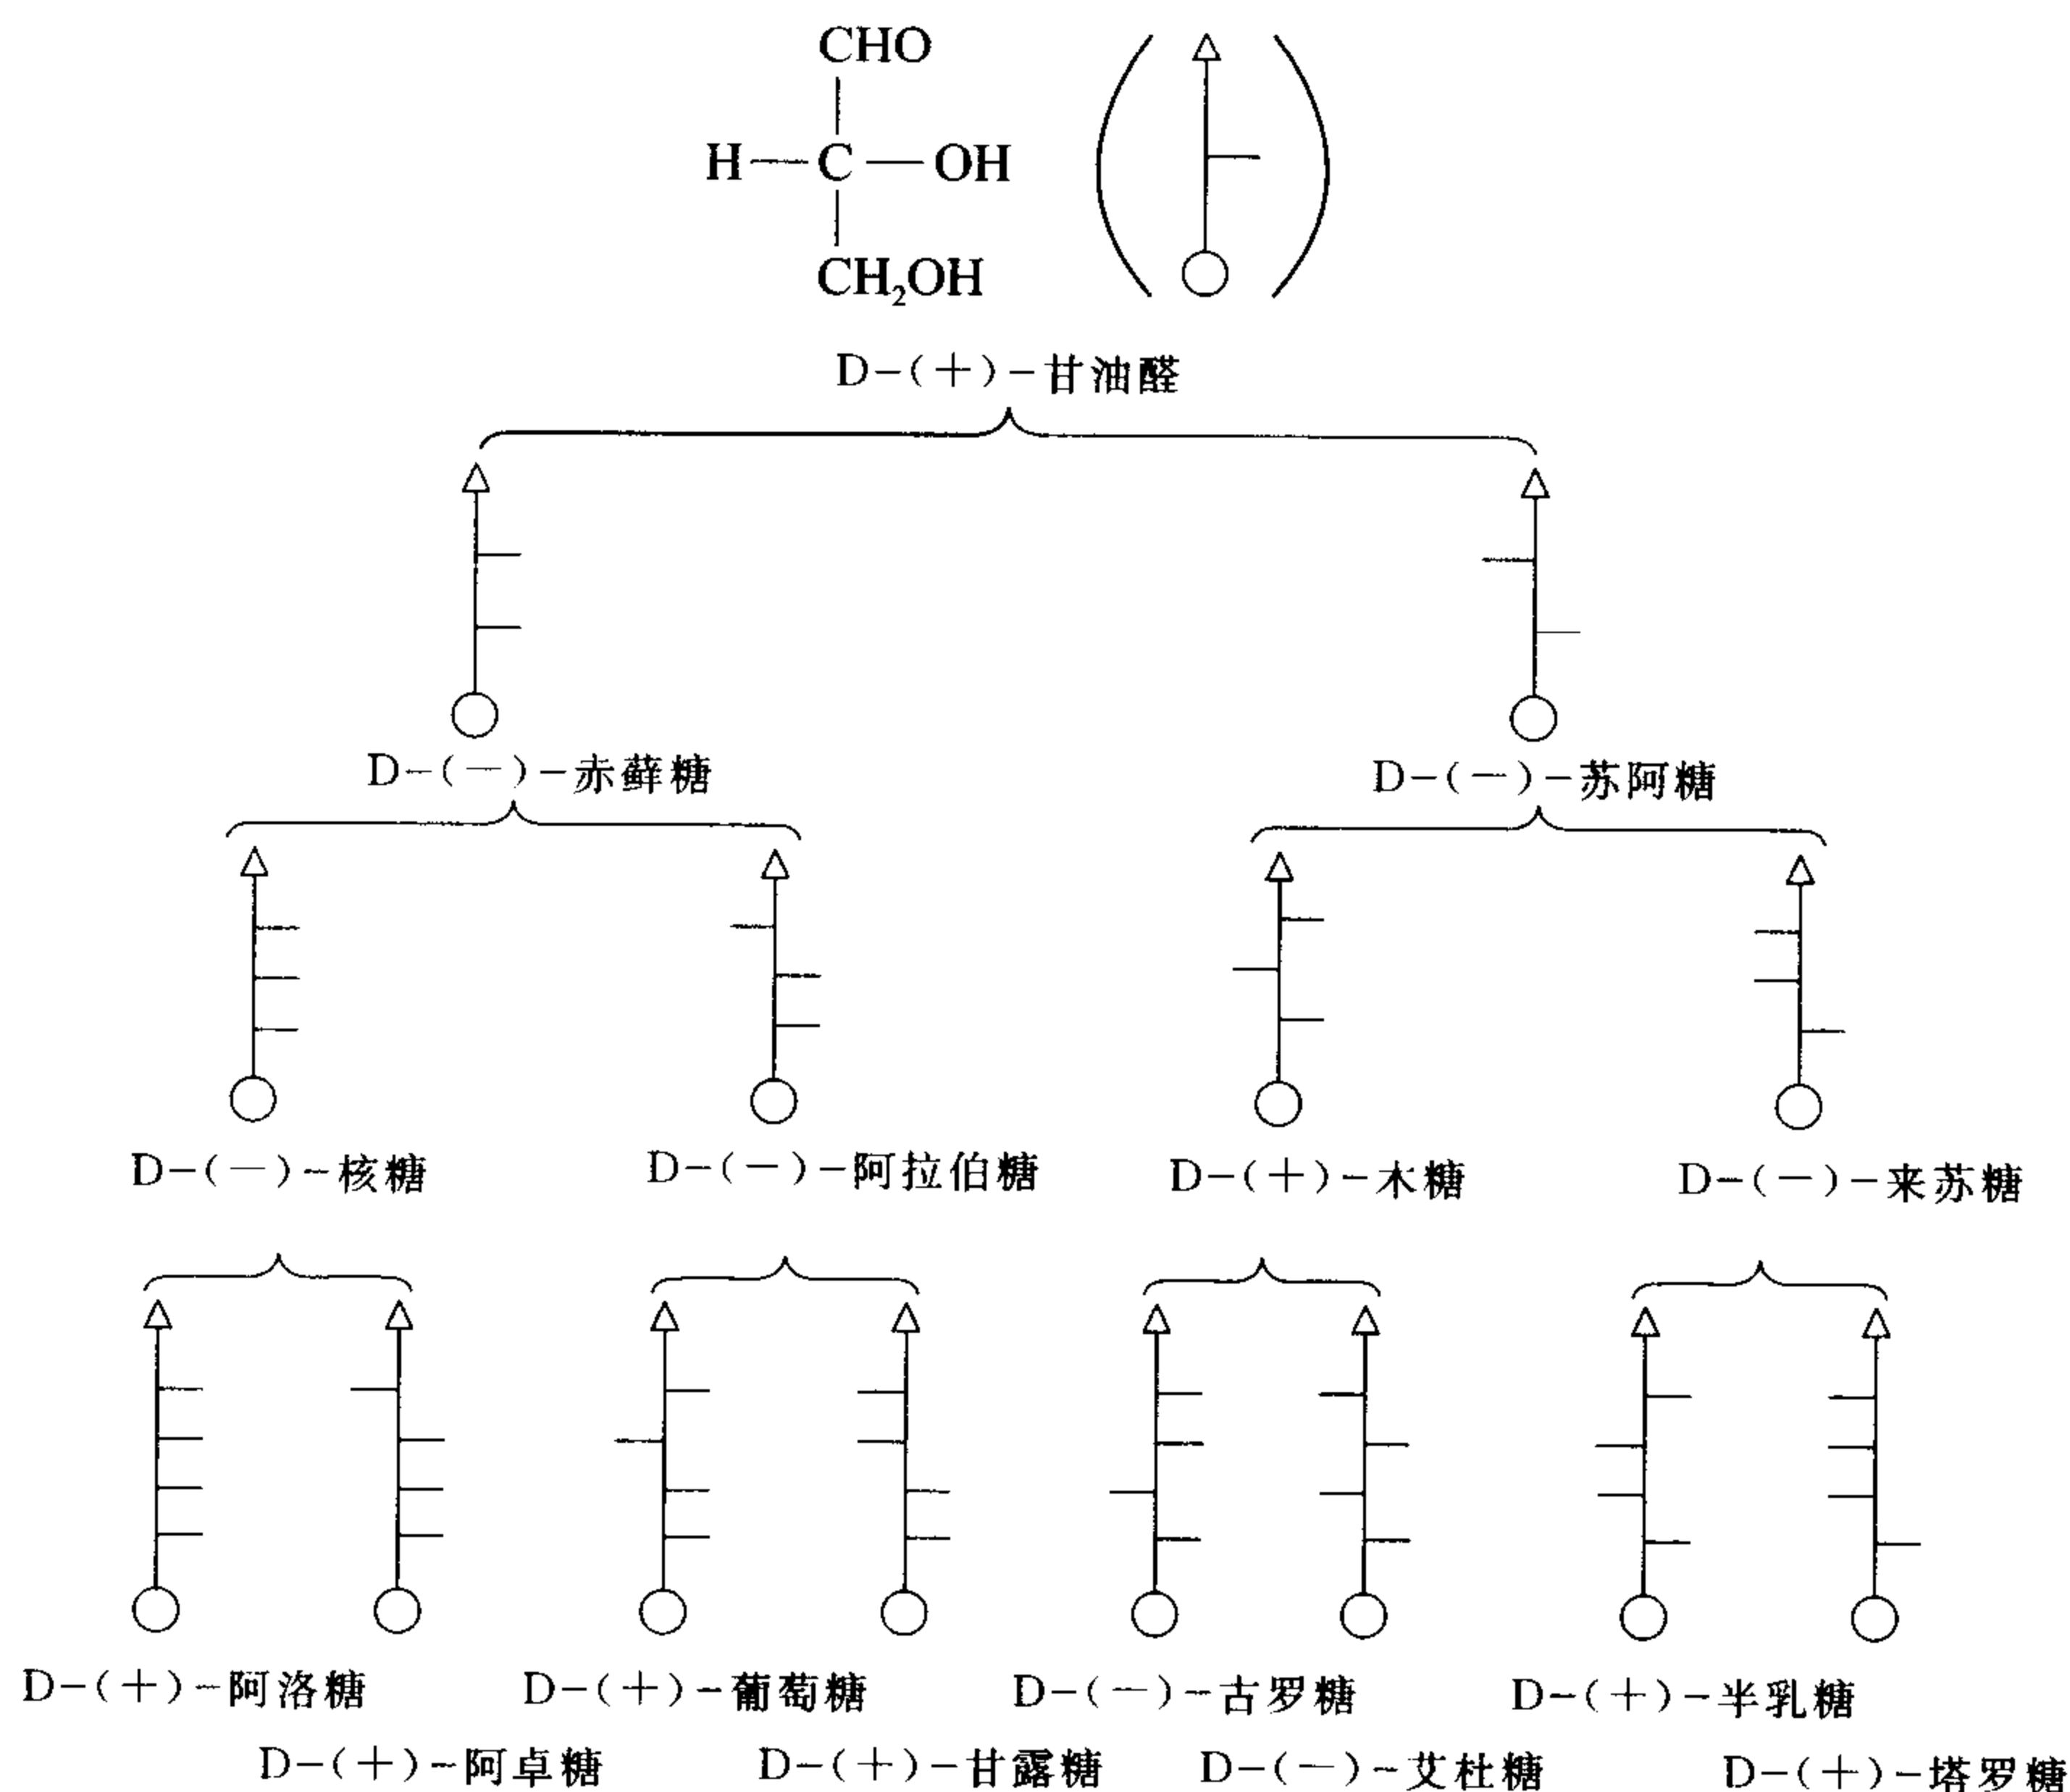 CHO
H—C—OH
CH₂OH
D-(+)-甘油醛
D-(-)-赤藓糖
D-(-)-苏阿糖
D-(-)-核糖
D-(-)-阿拉伯糖
D-(+)-木糖
D-(-)-来苏糖
D-(+)-阿洛糖
D-(+)-葡萄糖
D-(-)-古罗糖
D-(+)-半乳糖
D-(+)-阿卓糖
D-(+)-甘露糖
D-(-)-艾杜糖
D-(+)-塔罗糖